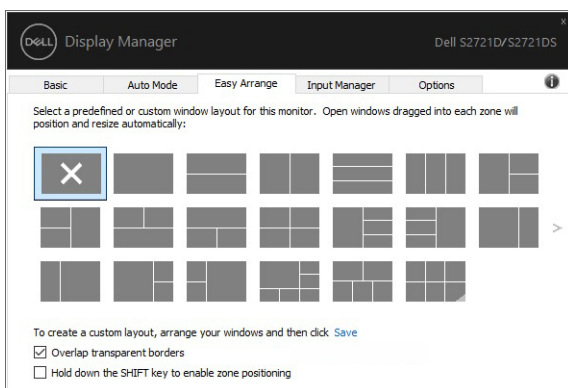 DELL Display Manager Dell S2721D/S2721DS
Basic Auto Mode Easy Arrange Input Manager Options
Select a predefined or custom window layout for this monitor. Open windows dragged into each zone will
position and resize automatically:
To create a custom layout, arrange your windows and then click Save
Overlap transparent borders
Hold down the SHIFT key to enable zone positioning